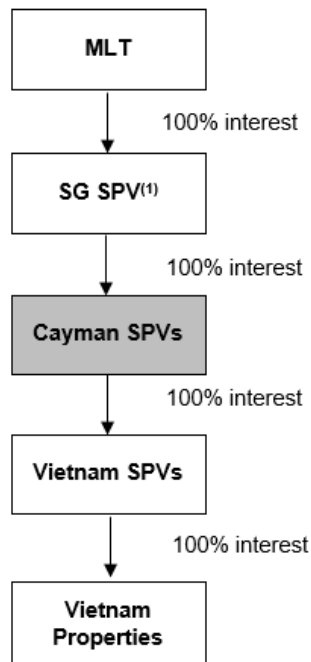 MLT
100% interest
SG SPV(1)
100% interest
Cayman SPVs
100% interest
Vietnam SPVs
100% interest
Vietnam
Properties